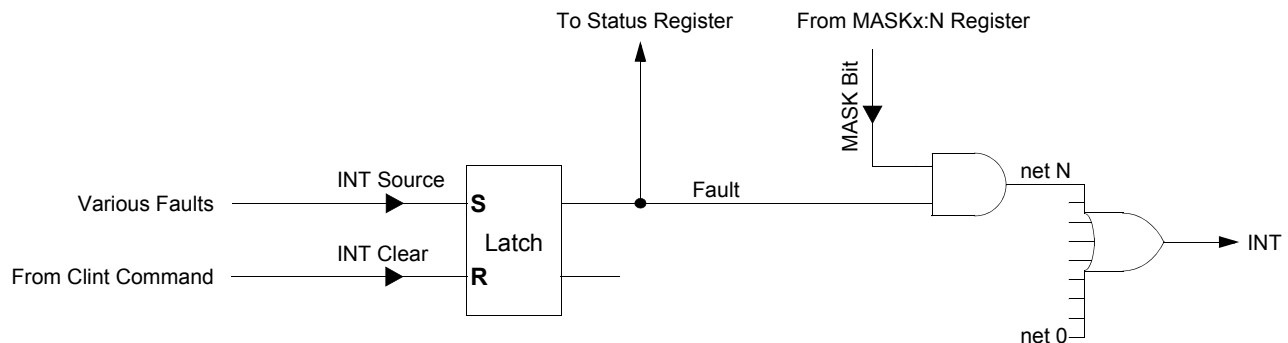 To Status Register
From MASKx:N Register
MASK Bit
INT Source
Various Faults
S
Fault
net N
Latch
INT
INT Clear
From Clint Command
R
net 0